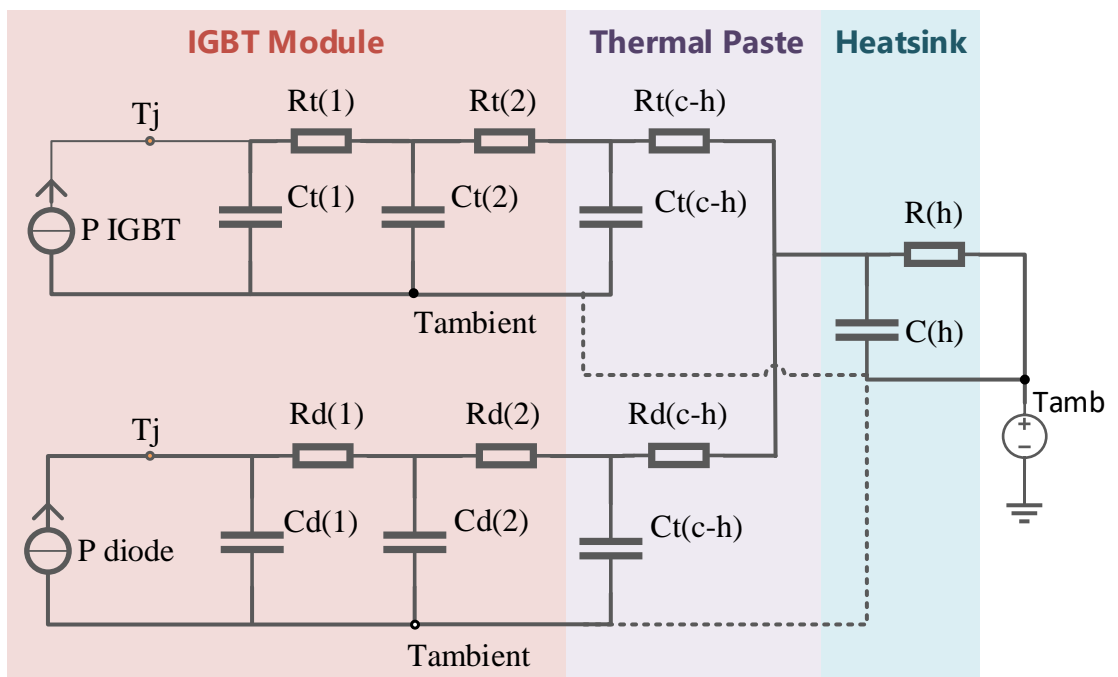 IGBT Module
Thermal Paste
Heatsink
Tj
Rt(1)
Rt(2)
Rt(c-h)
P IGBT
Ct(1)
Ct(2)
Ct(c-h)
R(h)
C(h)
Tambient
Tamb
+
−
Tj
Rd(1)
Rd(2)
Rd(c-h)
P diode
Cd(1)
Cd(2)
Ct(c-h)
Tambient